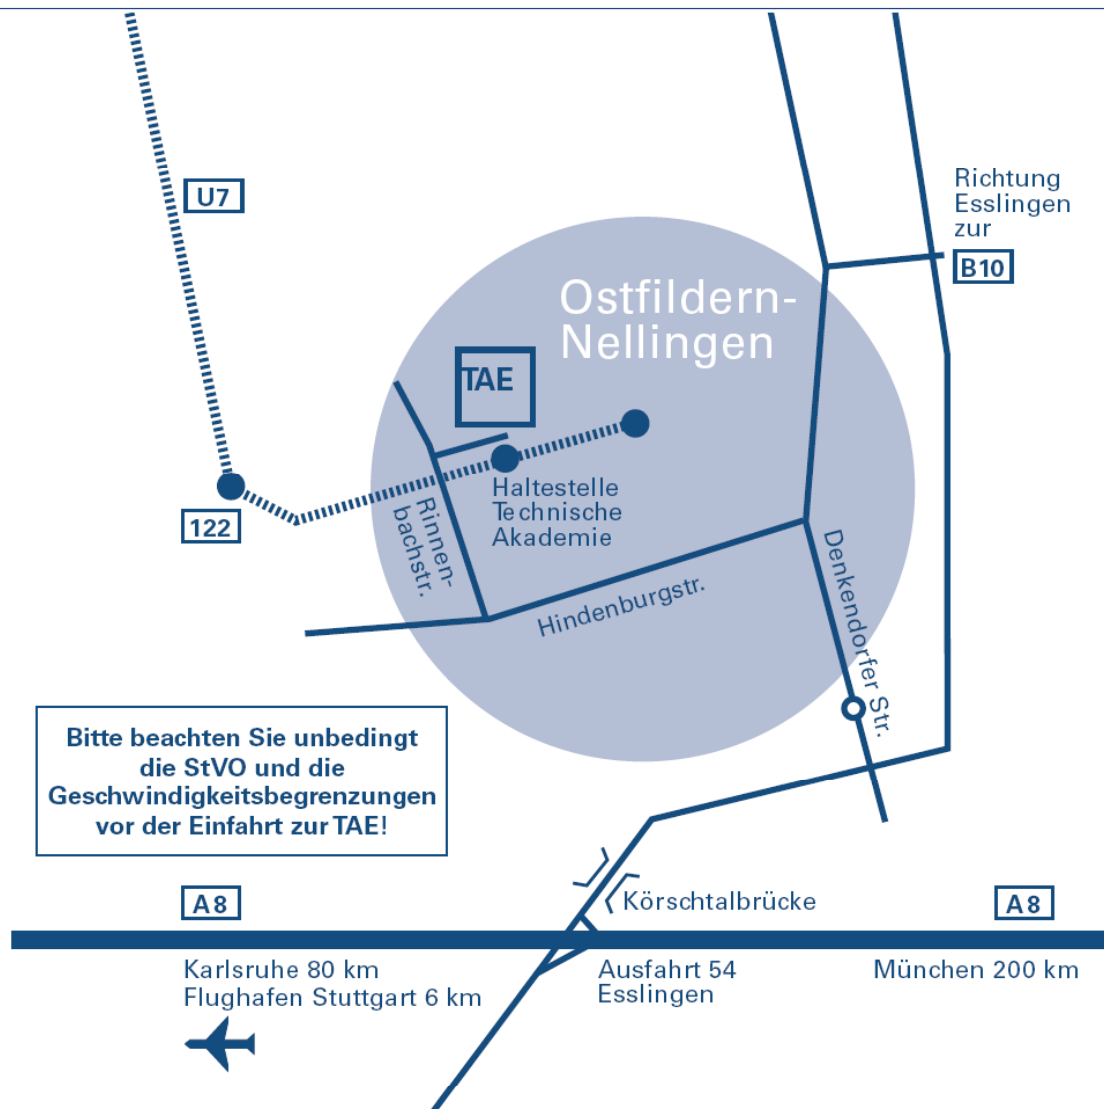 U7
Richtung
Esslingen
zur
B10
Ostfildern-
Nellingen
TAE
Haltestelle
Technische
Akademie
122
Rinnen-
bachstr.
Hindenburgstr.
Denkendorfer Str.
Bitte beachten Sie unbedingt
die StVO und die
Geschwindigkeitsbegrenzungen
vor der Einfahrt zur TAE!
A8
Körschtalbrücke
A8
Karlsruhe 80 km
Flughafen Stuttgart 6 km
Ausfahrt 54
Esslingen
München 200 km